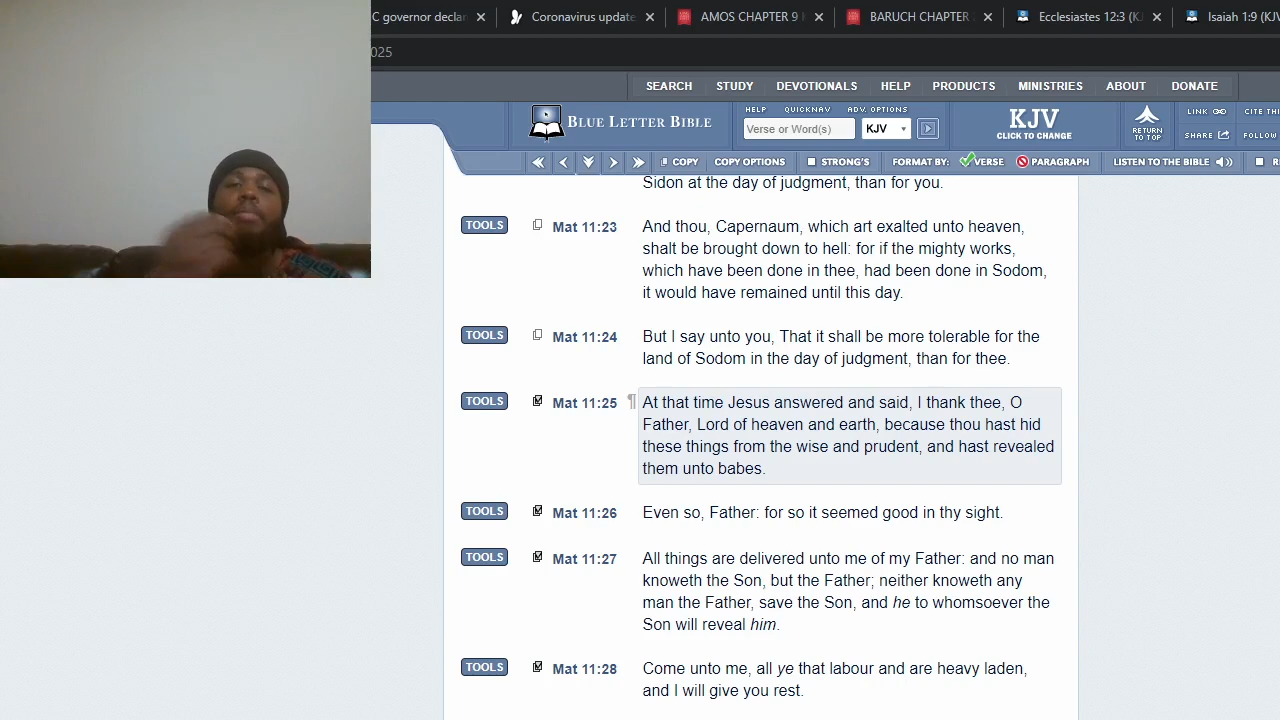 C governor declar
Coronavirus update
AMOS CHAPTER 9
BARUCH CHAPTER
Ecclesiastes 12:3 (KJ
Isaiah 1:9 (KJV
025
SEARCH STUDY DEVOTIONALS HELP PRODUCTS MINISTRIES ABOUT DONATE
HELP QUICKNAV ADV. OPTIONS
BLUE LETTER BIBLE
Verse or Word(s)
KJV
KJV
CLICK TO CHANGE
RETURN
TO TOP
LINK
CITE THI
SHARE
FOLLOW
COPY COPY OPTIONS STRONG'S FORMAT BY: VERSE PARAGRAPH LISTEN TO THE BIBLE
Sidon at the day of judgment, than for you.
TOOLS Mat 11:23 And thou, Capernaum, which art exalted unto heaven,
shalt be brought down to hell: for if the mighty works,
which have been done in thee, had been done in Sodom,
it would have remained until this day.
TOOLS Mat 11:24 But I say unto you, That it shall be more tolerable for the
land of Sodom in the day of judgment, than for thee.
TOOLS Mat 11:25 ¶ At that time Jesus answered and said, I thank thee, O
Father, Lord of heaven and earth, because thou hast hid
these things from the wise and prudent, and hast revealed
them unto babes.
TOOLS Mat 11:26 Even so, Father: for so it seemed good in thy sight.
TOOLS Mat 11:27 All things are delivered unto me of my Father: and no man
knoweth the Son, but the Father; neither knoweth any
man the Father, save the Son, and he to whomsoever the
Son will reveal him.
TOOLS Mat 11:28 Come unto me, all ye that labour and are heavy laden,
and I will give you rest.